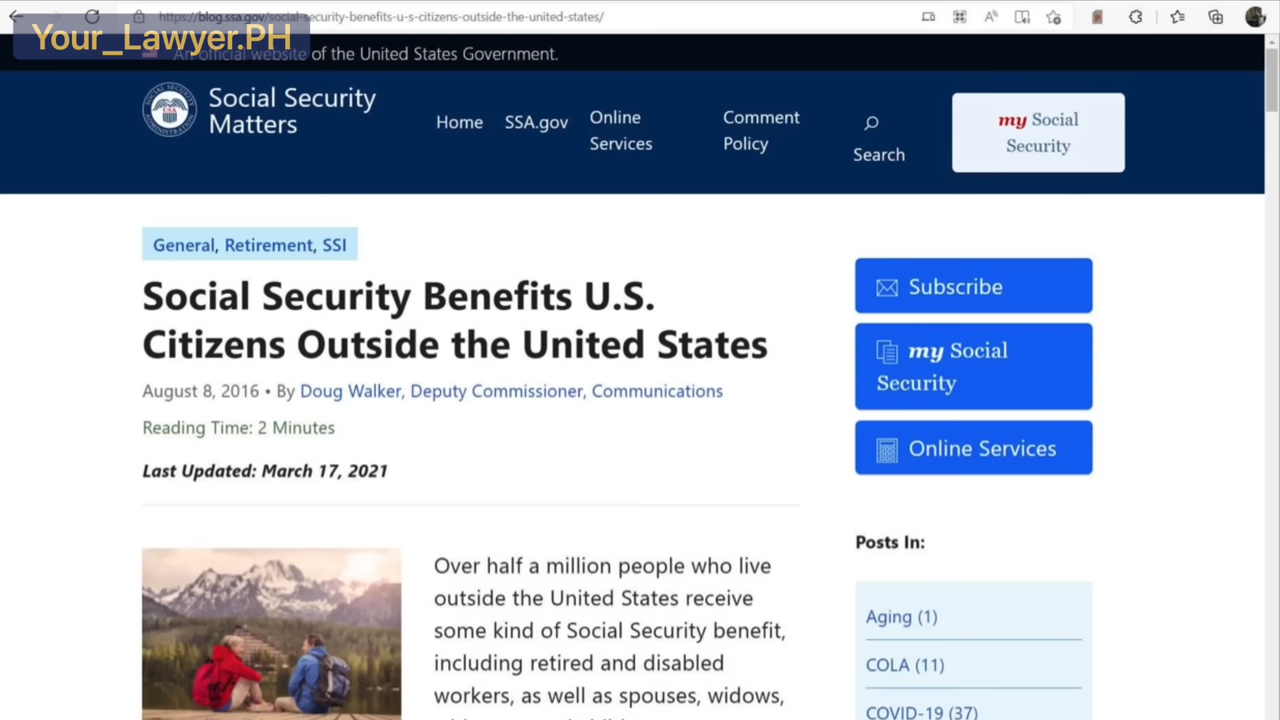 https://blog.ssa.gov/social-security-benefits-u-s-citizens-outside-the-united-states/
Your_Lawyer.PH
An official website of the United States Government.
Social Security
Matters
Home
SSA.gov
Online
Services
Comment
Policy
Search
my Social
Security
General, Retirement, SSI
Social Security Benefits U.S.
Citizens Outside the United States
August 8, 2016 • By Doug Walker, Deputy Commissioner, Communications
Reading Time: 2 Minutes
Last Updated: March 17, 2021
Over half a million people who live
outside the United States receive
some kind of Social Security benefit,
including retired and disabled
workers, as well as spouses, widows,
Subscribe
my Social
Security
Online Services
Posts In:
Aging (1)
COLA (11)
COVID-19 (37)